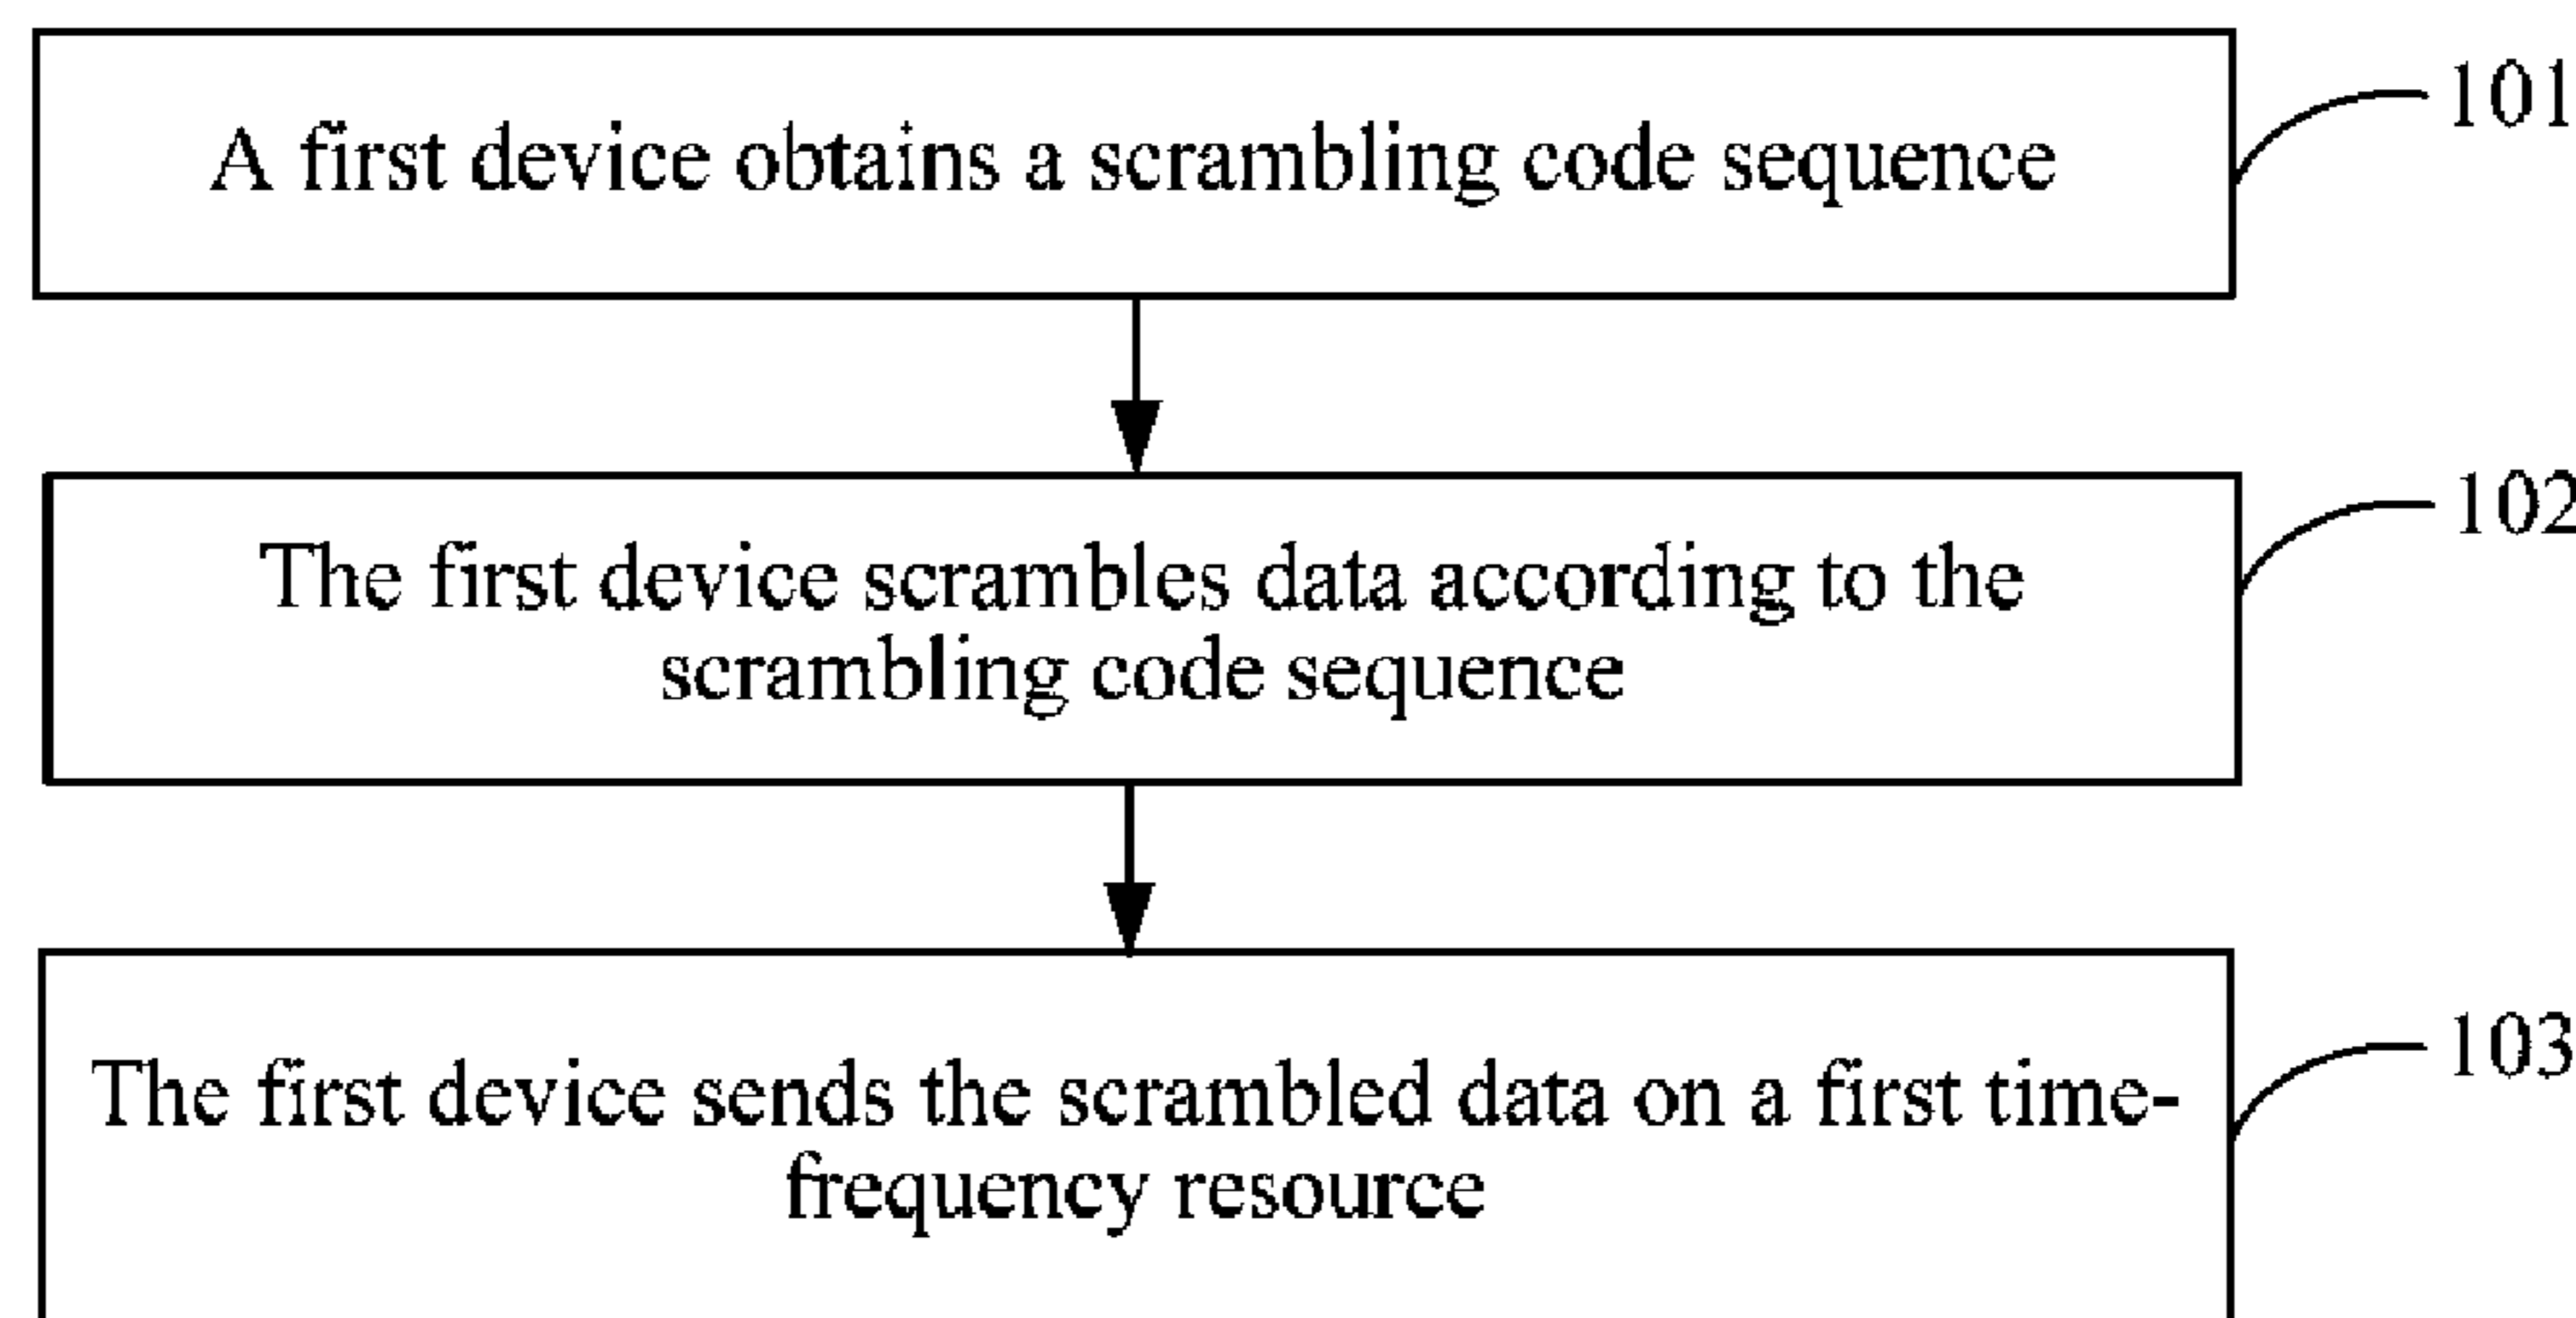 A first device obtains a scrambling code sequence
101
The first device scrambles data according to the
scrambling code sequence
102
The first device sends the scrambled data on a first time-
frequency resource
103